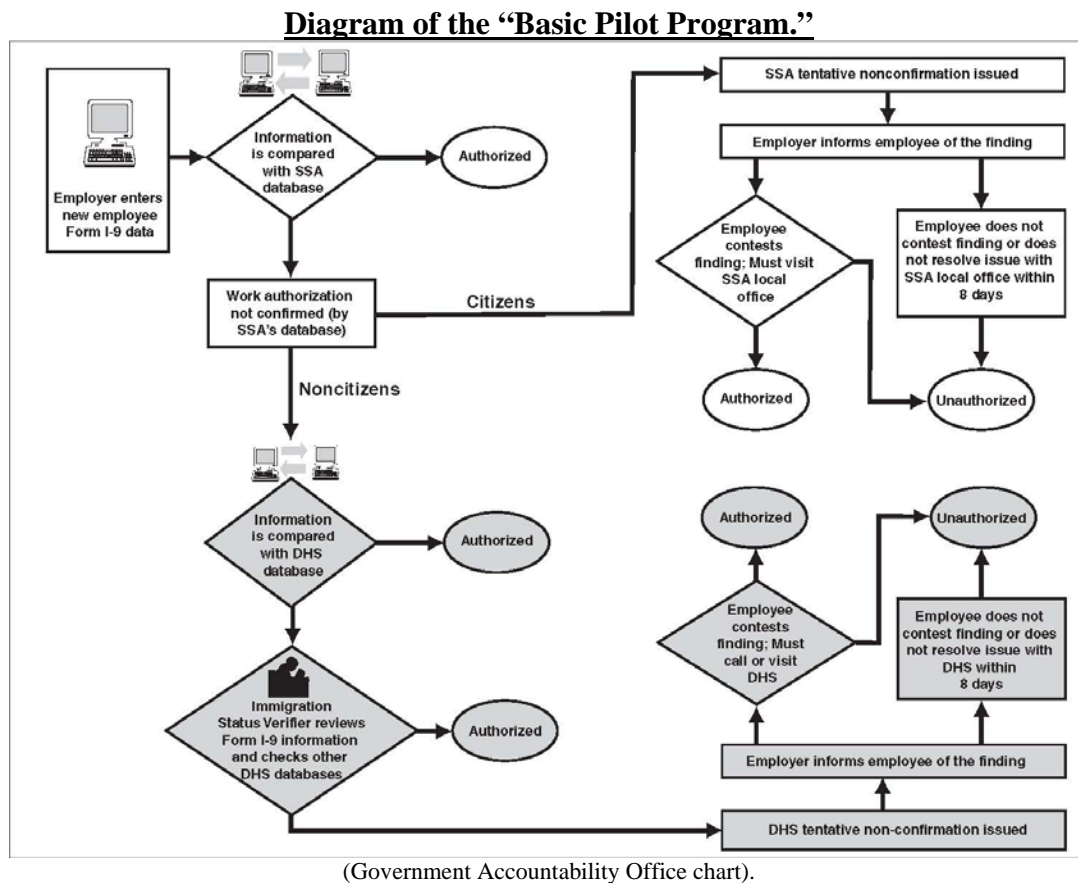 Diagram of the “Basic Pilot Program.”
Employer enters
new employee
Form I-9 data
Information
is compared
with SSA
database
Authorized
Work authorization
not confirmed (by
SSA's database)
Citizens
Noncitizens
SSA tentative nonconfirmation issued
Employer informs employee of the finding
Employee
contests
finding; Must visit
SSA local
office
Employee does not
contest finding or does
not resolve issue with
SSA local office within
8 days
Authorized
Unauthorized
Information
is compared
with DHS
database
Authorized
Immigration
Status Verifier reviews
Form I-9 information
and checks other
DHS databases
Authorized
Authorized
Unauthorized
Employee
contests
finding; Must
call or visit
DHS
Employee does not
contest finding or does
not resolve issue with
DHS within
8 days
Employer informs employee of the finding
DHS tentative non-confirmation issued
(Government Accountability Office chart).